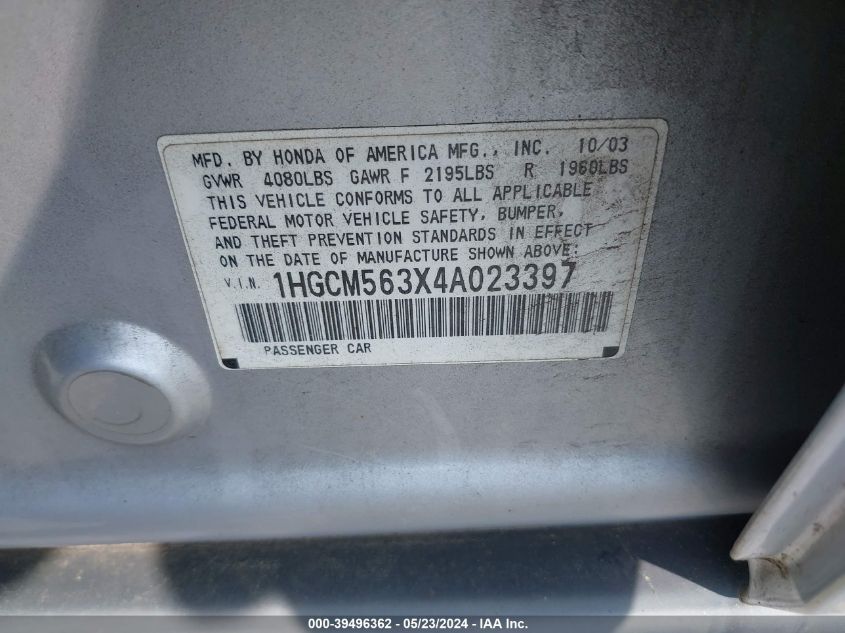 MFD. BY HONDA OF AMERICA MFG., INC. 10/03
GVWR 4080LBS GAWR F 2195LBS R 1960LBS
THIS VEHICLE CONFORMS TO ALL APPLICABLE
FEDERAL MOTOR VEHICLE SAFETY, BUMPER,
AND THEFT PREVENTION STANDARDS IN EFFECT
ON THE DATE OF MANUFACTURE SHOWN ABOVE:
V.I.N. 1HGCM563X4A023397
PASSENGER CAR
000-39496362 - 05/23/2024 - IAA Inc.